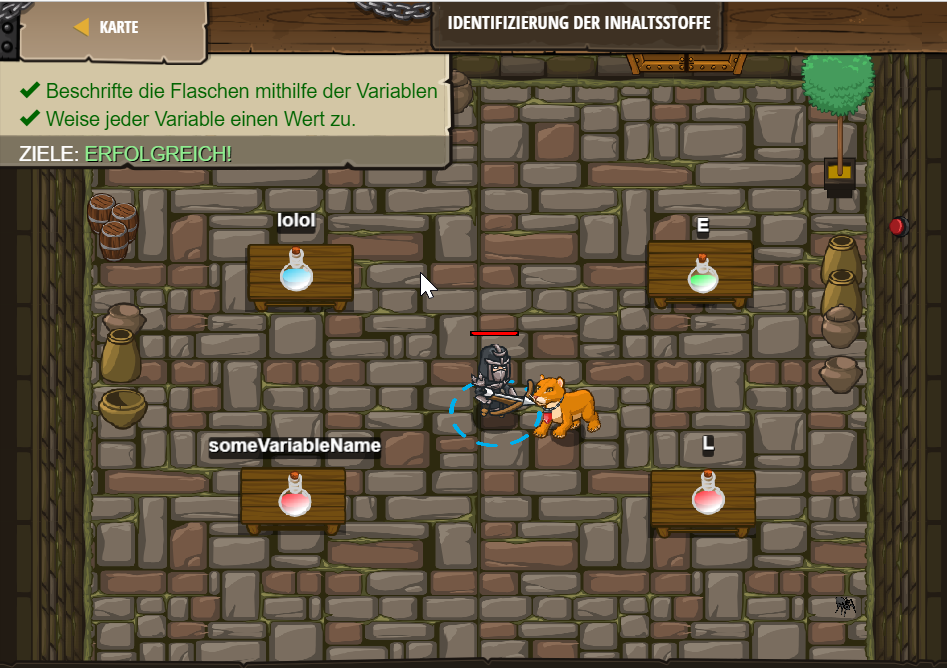 KARTE
IDENTIFIZIERUNG DER INHALTSSTOFFE
Beschrifte die Flaschen mithilfe der Variablen
Weise jeder Variable einen Wert zu.
ZIELE: ERFOLGREICH!
lolol
E
someVariableName
L